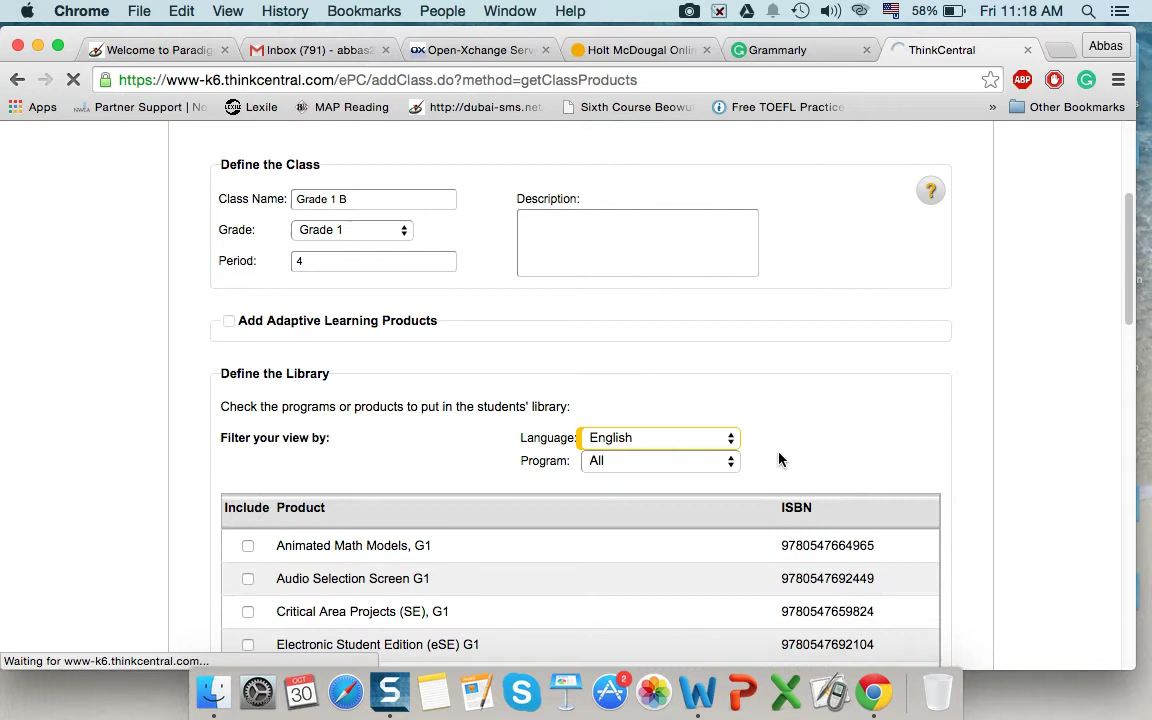 Chrome File Edit View History Bookmarks People Window Help 58% Fri 11:18 AM
Welcome to Paradig Inbox (791) - abbas2 Open-Xchange Serv Holt McDougal Onlin Grammarly ThinkCentral Abbas
https://www-k6.thinkcentral.com/ePC/addClass.do?method=getClassProducts
Apps Partner Support | No Lexile MAP Reading http://dubai-sms.net Sixth Course Beowu Free TOEFL Practice » Other Bookmarks
Define the Class
Class Name: Grade 1 B Description:
Grade: Grade 1
Period: 4
Add Adaptive Learning Products
Define the Library
Check the programs or products to put in the students' library:
Filter your view by: Language: English
Program: All
Include Product ISBN
Animated Math Models, G1 9780547664965
Audio Selection Screen G1 9780547692449
Critical Area Projects (SE), G1 9780547659824
Electronic Student Edition (eSE) G1 9780547692104
Waiting for www-k6.thinkcentral.com...
OCT
30
2